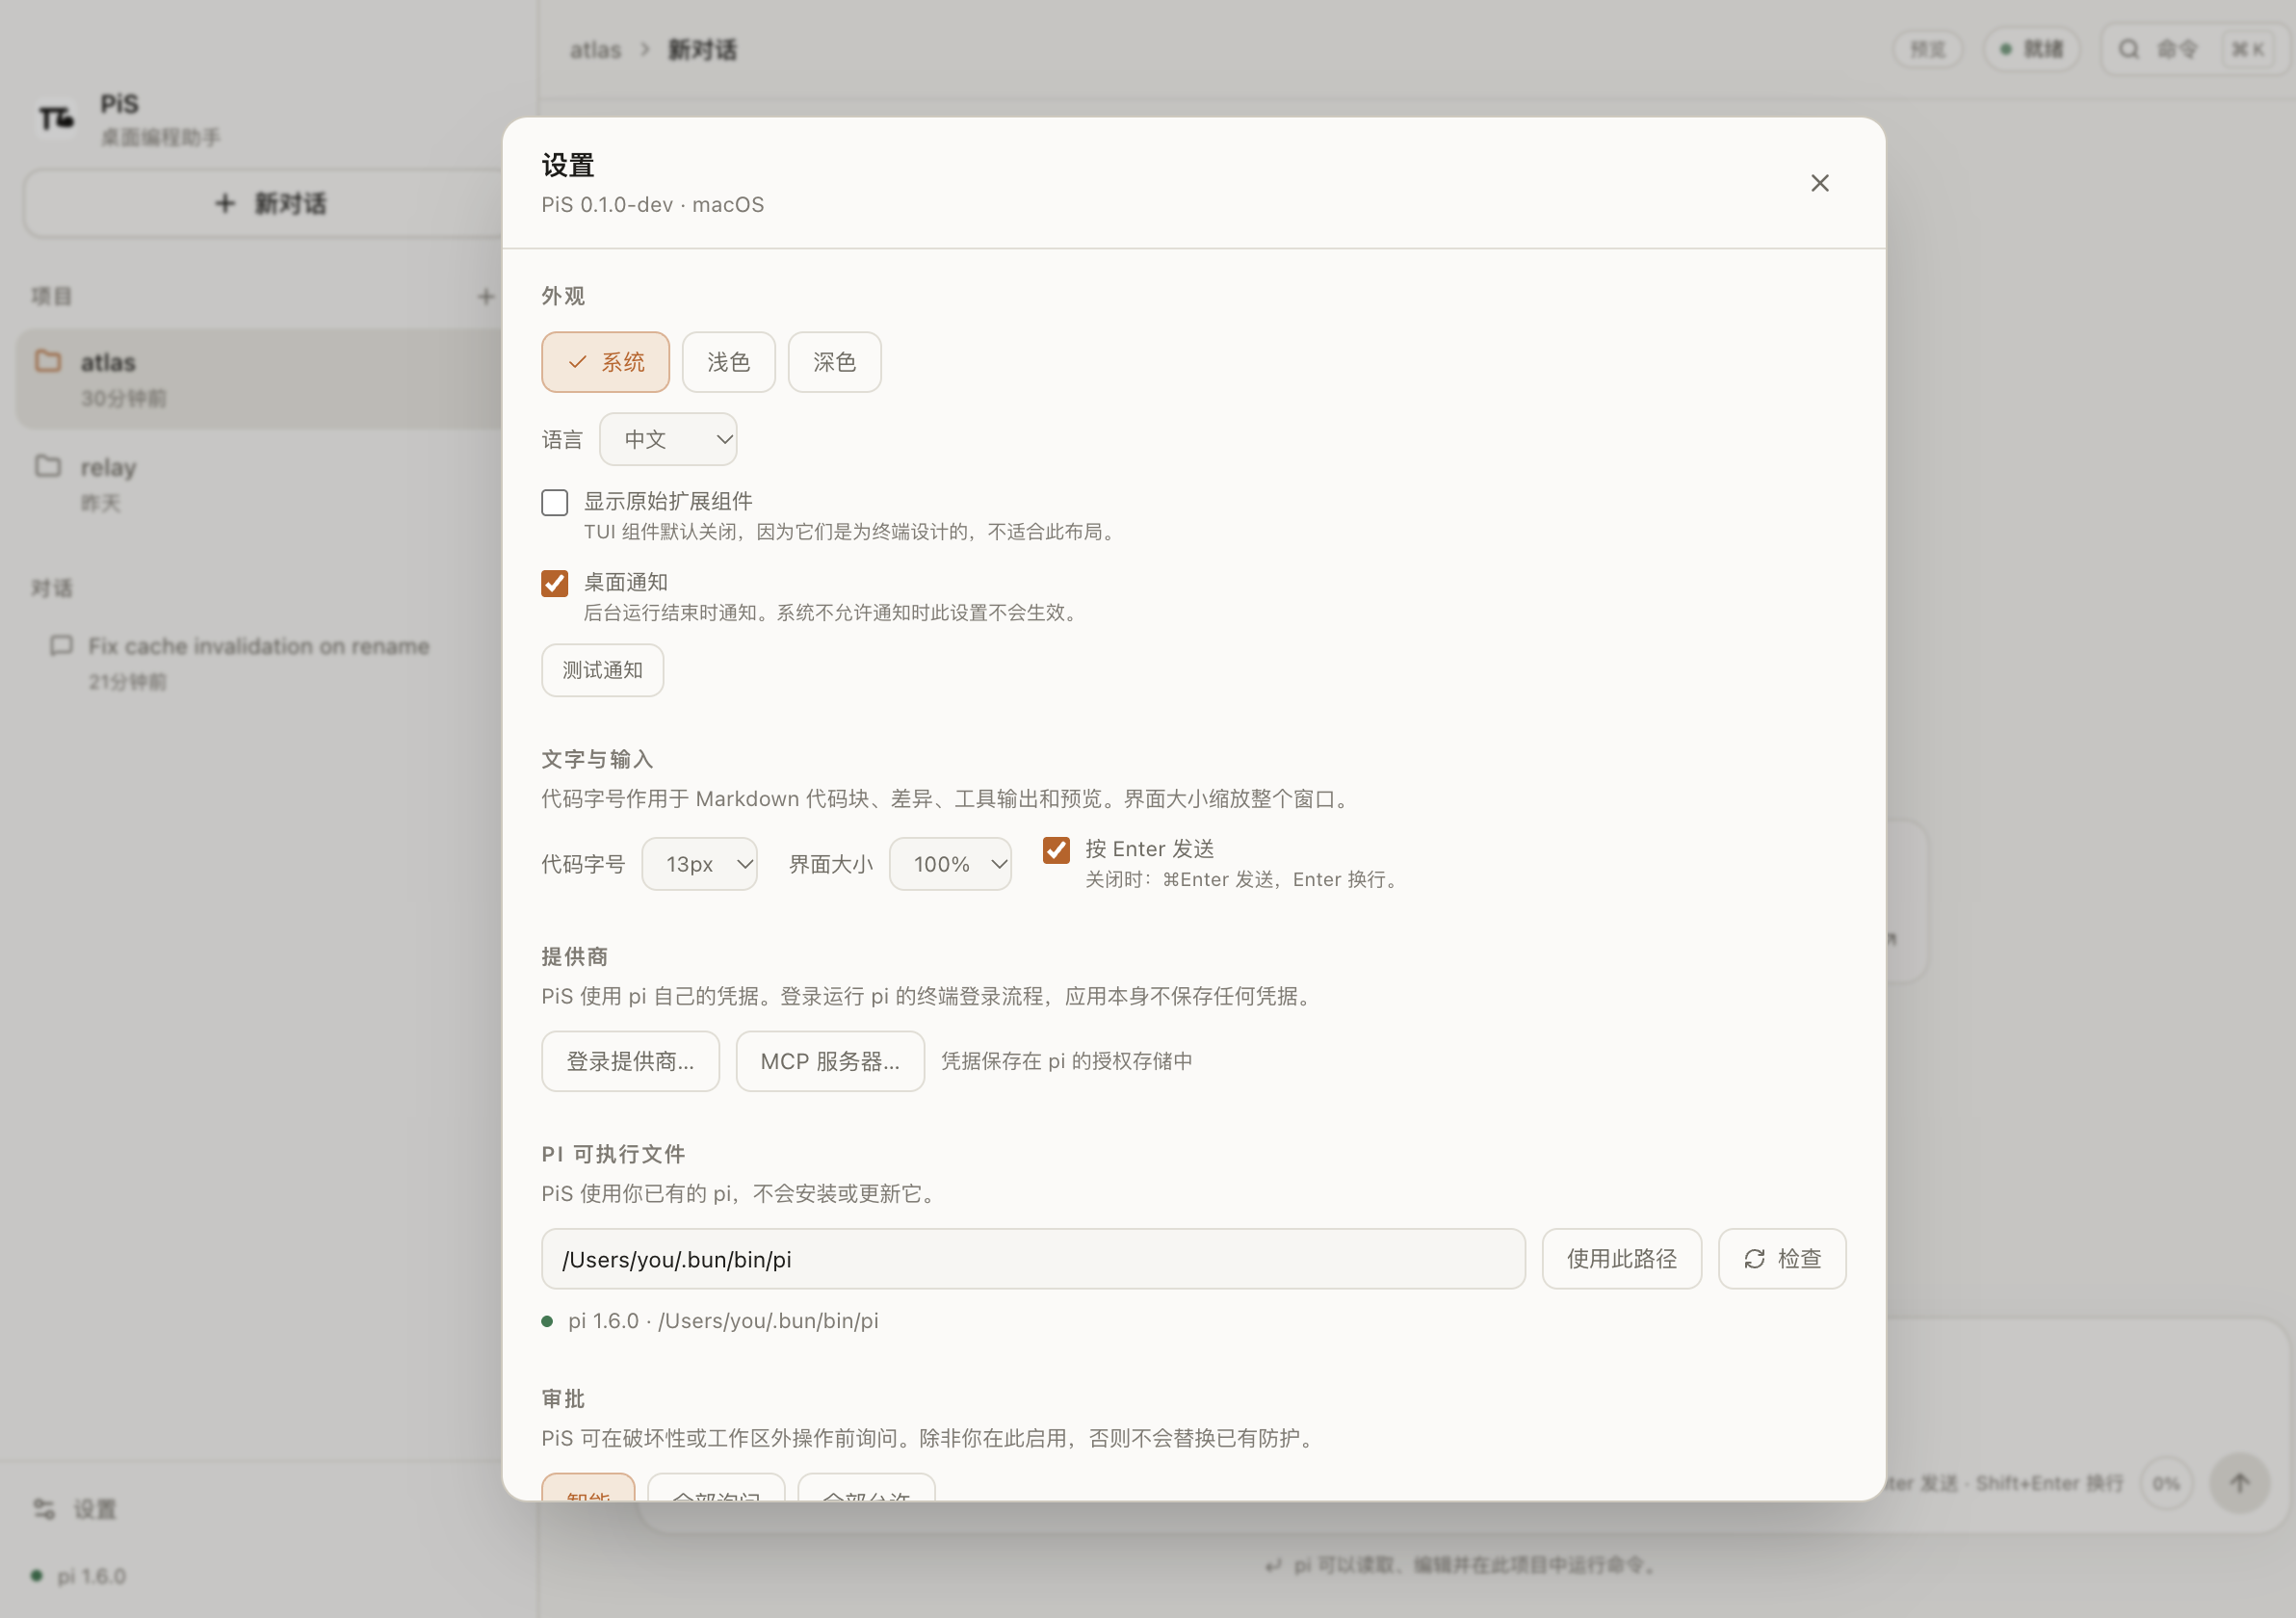 PiS
桌面编程助手
新对话
项目
atlas
30分钟前
relay
昨天
对话
Fix cache invalidation on rename
21分钟前
设置
pi 1.6.0
atlas
新对话
预览
就绪
命令
⌘K
设置
PiS 0.1.0-dev · macOS
外观
系统
浅色
深色
语言
中文
显示原始扩展组件
TUI 组件默认关闭，因为它们是为终端设计的，不适合此布局。
桌面通知
后台运行结束时通知。系统不允许通知时此设置不会生效。
测试通知
文字与输入
代码字号作用于 Markdown 代码块、差异、工具输出和预览。界面大小缩放整个窗口。
代码字号
13px
界面大小
100%
按 Enter 发送
关闭时：⌘Enter 发送，Enter 换行。
提供商
PiS 使用 pi 自己的凭据。登录运行 pi 的终端登录流程，应用本身不保存任何凭据。
登录提供商...
MCP 服务器...
凭据保存在 pi 的授权存储中
PI 可执行文件
PiS 使用你已有的 pi，不会安装或更新它。
/Users/you/.bun/bin/pi
使用此路径
检查
pi 1.6.0 · /Users/you/.bun/bin/pi
审批
PiS 可在破坏性或工作区外操作前询问。除非你在此启用，否则不会替换已有防护。
智能
全部询问
全部允许
发送 · Shift+Enter 换行
0%
pi 可以读取、编辑并在此项目中运行命令。